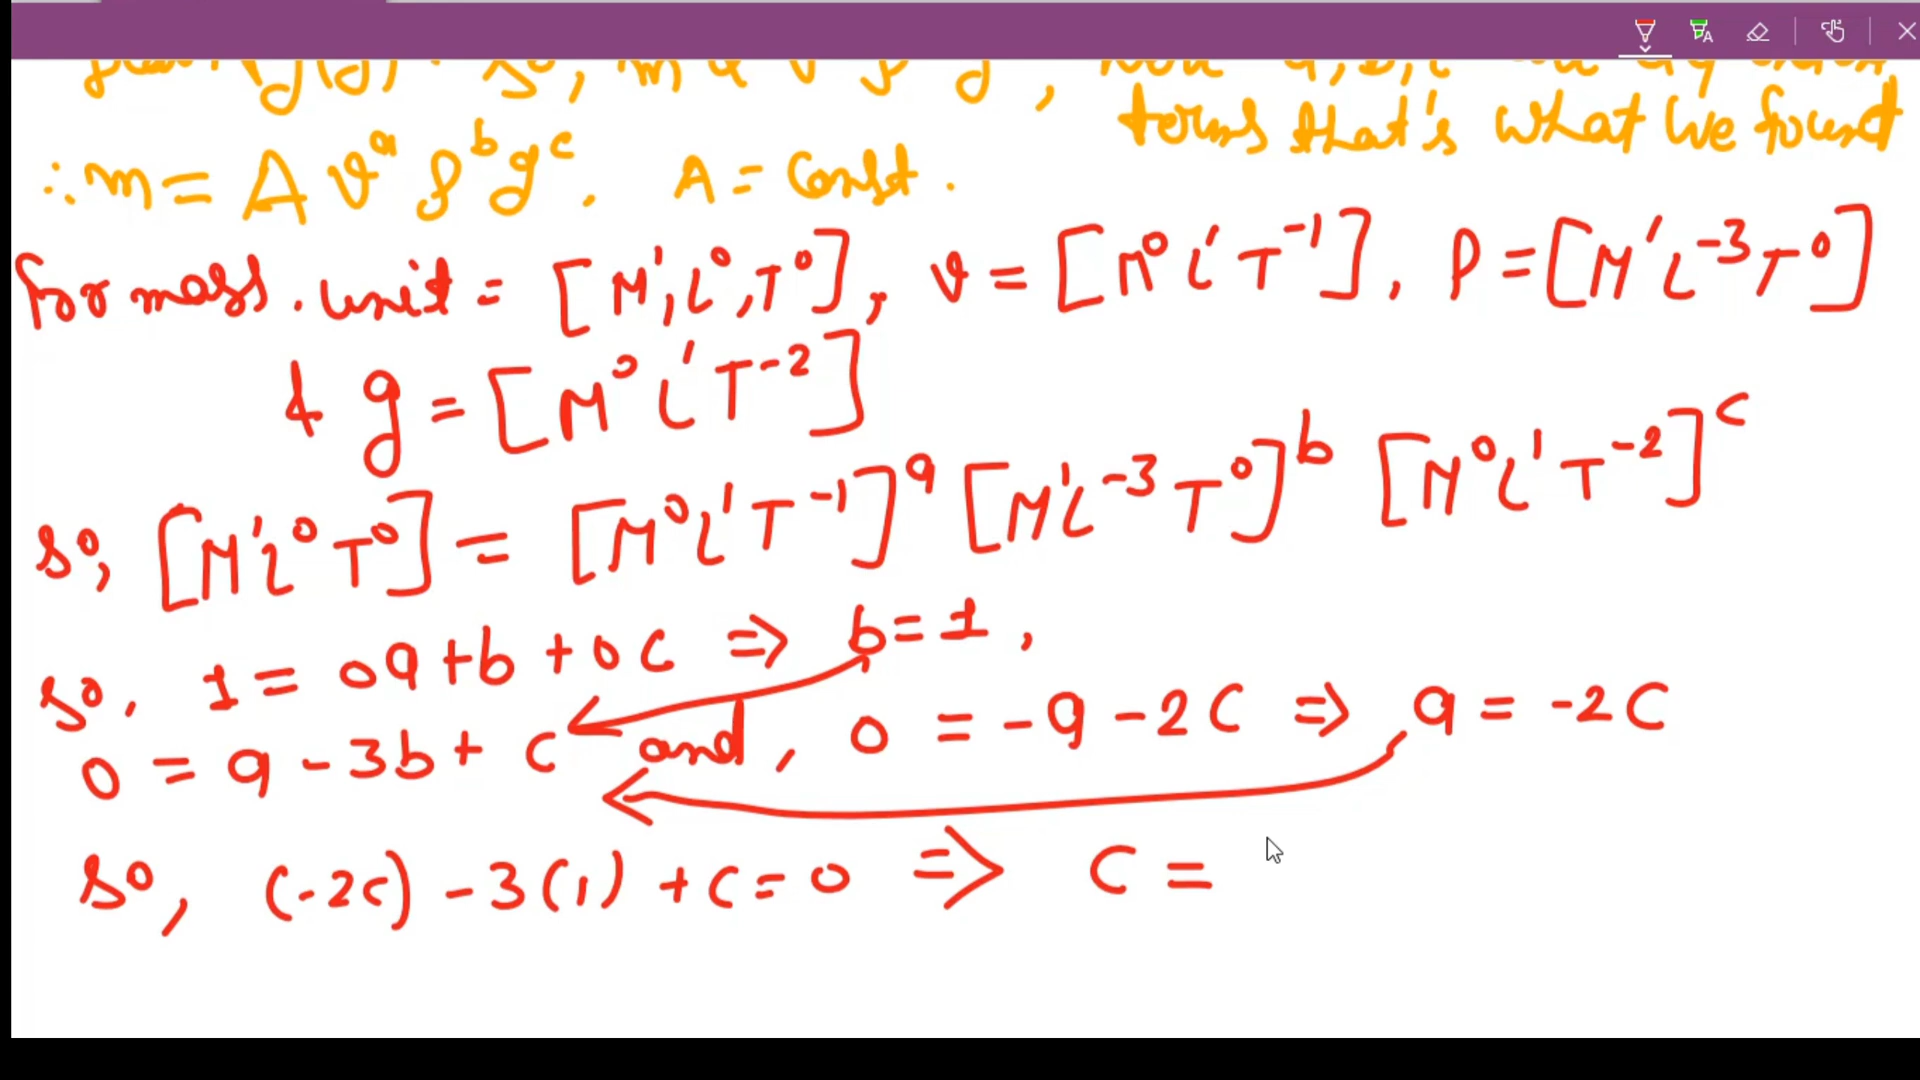 So, m α v
terms that's what we found
∴ m = A v^a ρ^b g^c. A = Const.
for mass. unit = [M¹, L⁰, T⁰], v = [M⁰ L¹ T⁻¹], ρ = [M¹ L⁻³ T⁰]
& g = [M⁰ L¹ T⁻²]
So, [M¹ L⁰ T⁰] = [M⁰ L¹ T⁻¹]^a [M¹ L⁻³ T⁰]^b [M⁰ L¹ T⁻²]^c
So, 1 = 0a + b + 0c ⇒ b = 1,
0 = a - 3b + c and, 0 = -a - 2c ⇒ a = -2c
So, (-2c) - 3(1) + c = 0 ⇒ c =